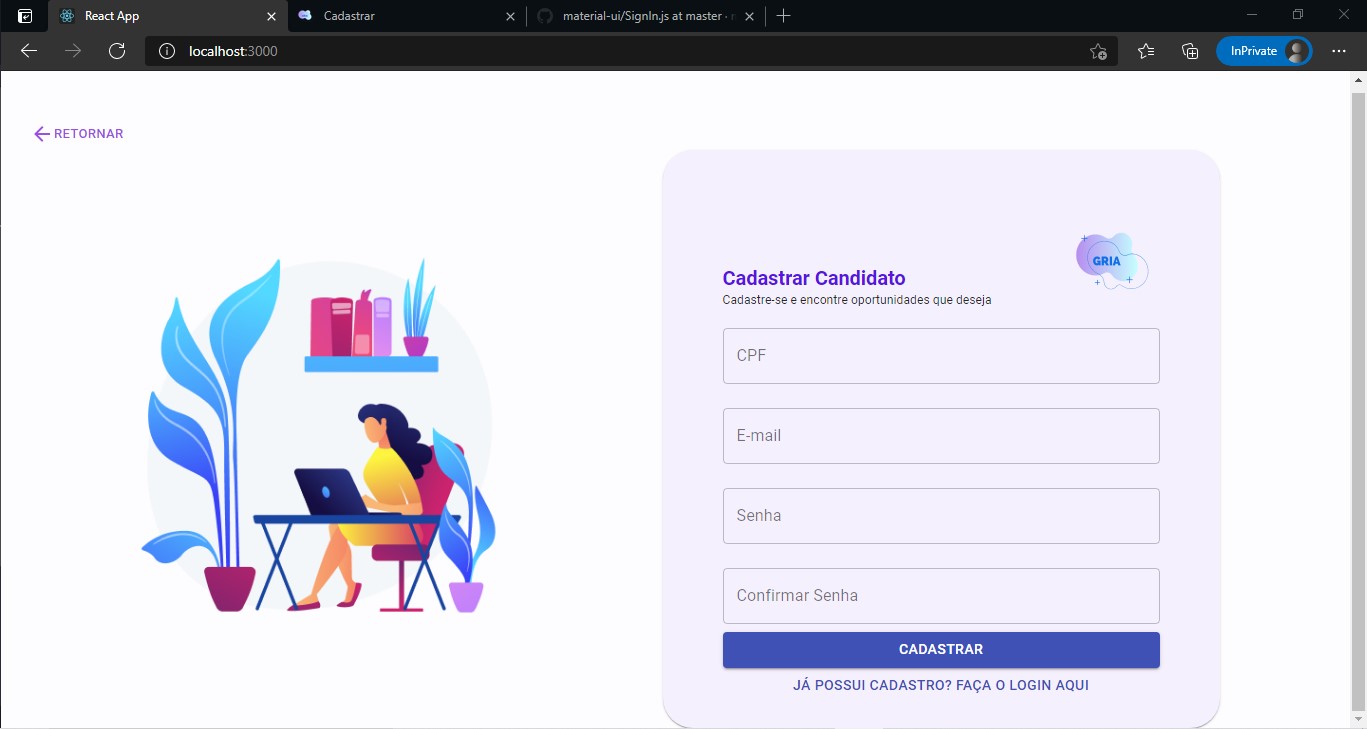 React App
Cadastrar
material-ui/SignIn.js at master ·
localhost:3000
InPrivate
RETORNAR
GRIA
Cadastrar Candidato
Cadastre-se e encontre oportunidades que deseja
CPF
E-mail
Senha
Confirmar Senha
CADASTRAR
JÁ POSSUI CADASTRO? FAÇA O LOGIN AQUI